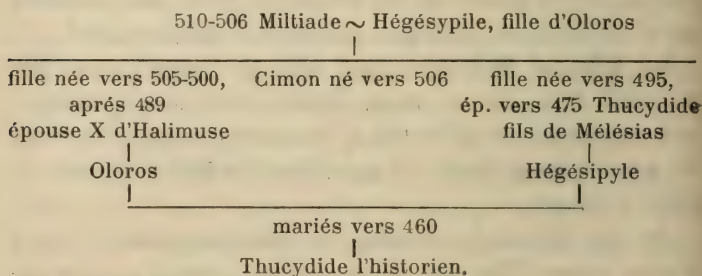 510-506 Miltiade ~ Hégésypile, fille d'Oloros
fille née vers 505-500, Cimon né vers 506 fille née vers 495,
aprés 489 ép. vers 475 Thucydide
épouse X d'Halimuse fils de Mélésias
Oloros Hégésipyle
mariés vers 460
Thucydide l'historien.